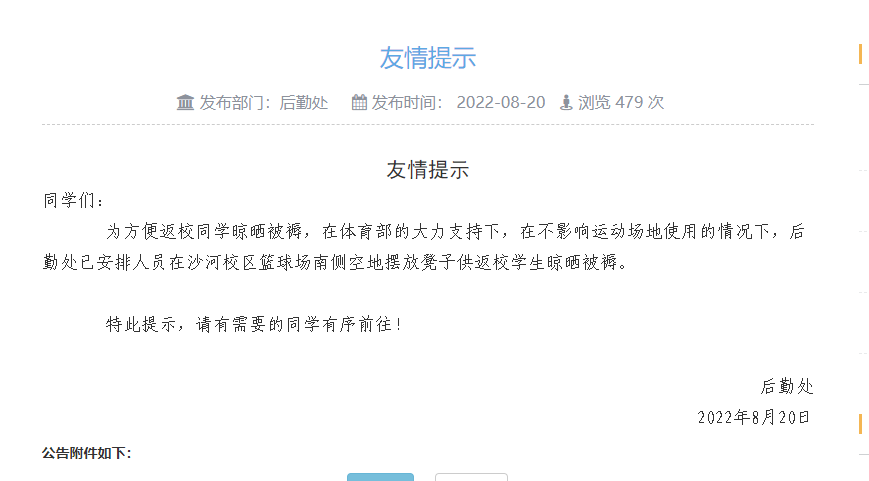 友情提示
发布部门：后勤处 发布时间： 2022-08-20 浏览 479 次
友情提示
同学们：
为方便返校同学晾晒被褥，在体育部的大力支持下，在不影响运动场地使用的情况下，后
勤处已安排人员在沙河校区篮球场南侧空地摆放凳子供返校学生晾晒被褥。
特此提示，请有需要的同学有序前往！
后勤处
2022年8月20日
公告附件如下：